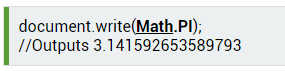 document.write(Math.PI);
//Outputs 3.141592653589793